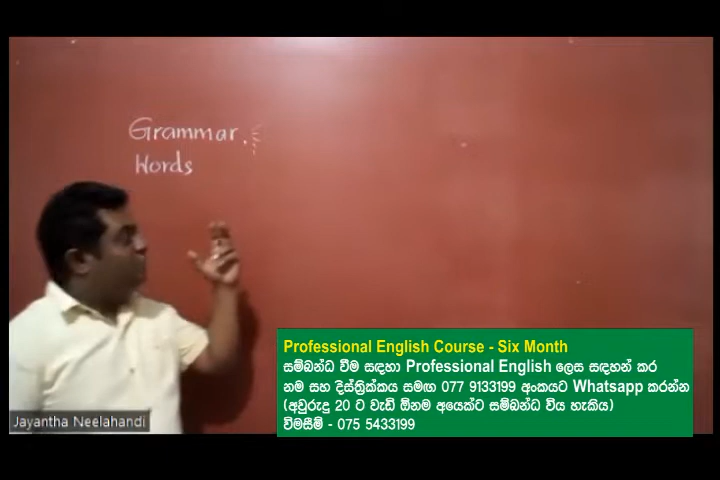 Grammar.
Words
Professional English Course - Six Month
සම්බන්ධ වීම සඳහා Professional English ලෙස සඳහන් කර
නම සහ දිස්ත්‍රික්කය සමඟ 077 9133199 අංකයට Whatsapp කරන්න
(අවුරුදු 20 ට වැඩි ඕනම අයෙක්ට සම්බන්ධ විය හැකිය)
විමසීම් - 075 5433199
Jayantha Neelahandi